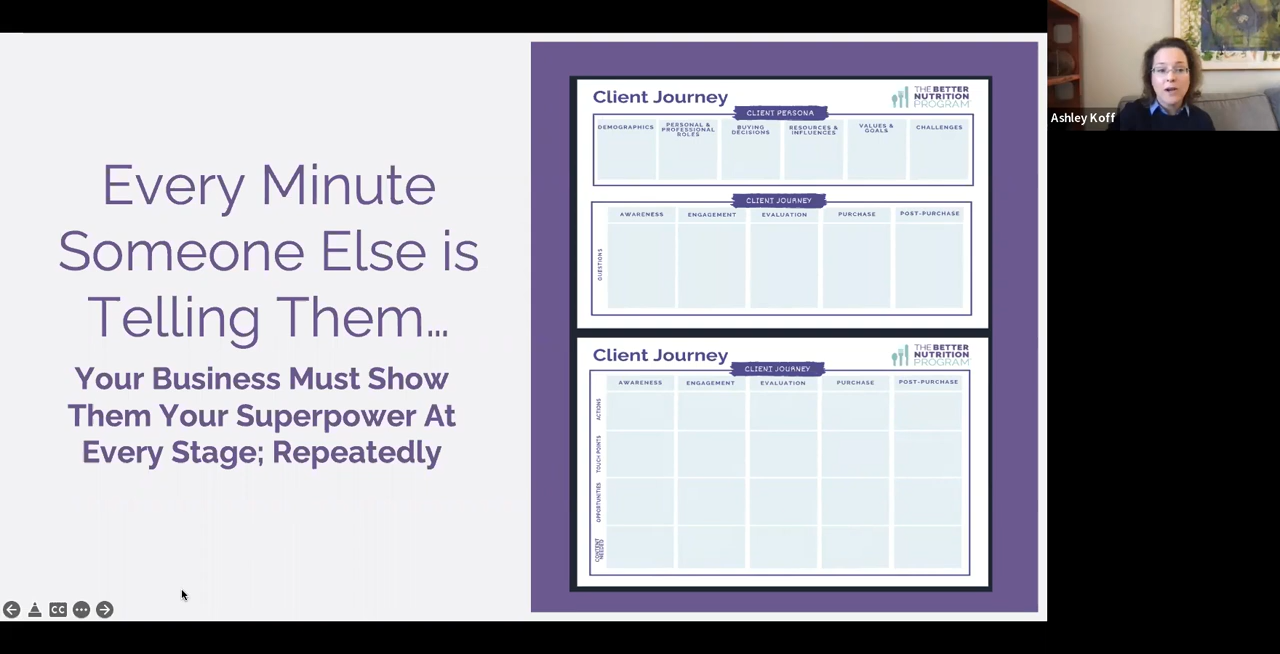 Every Minute
Someone Else is
Telling Them...
Your Business Must Show
Them Your Superpower At
Every Stage; Repeatedly
Client Journey
THE BETTER
NUTRITION
PROGRAM
CLIENT PERSONA
DEMOGRAPHICS
PERSONAL &
PROFESSIONAL
ROLES
BUYING
DECISIONS
RESOURCES &
INFLUENCES
VALUES &
GOALS
CHALLENGES
CLIENT JOURNEY
AWARENESS
ENGAGEMENT
EVALUATION
PURCHASE
POST-PURCHASE
QUESTIONS
Client Journey
THE BETTER
NUTRITION
PROGRAM
CLIENT JOURNEY
AWARENESS
ENGAGEMENT
EVALUATION
PURCHASE
POST-PURCHASE
ACTIONS
TOUCH POINTS
OPPORTUNITIES
CONTENT
NEEDED
CC
Ashley Koff